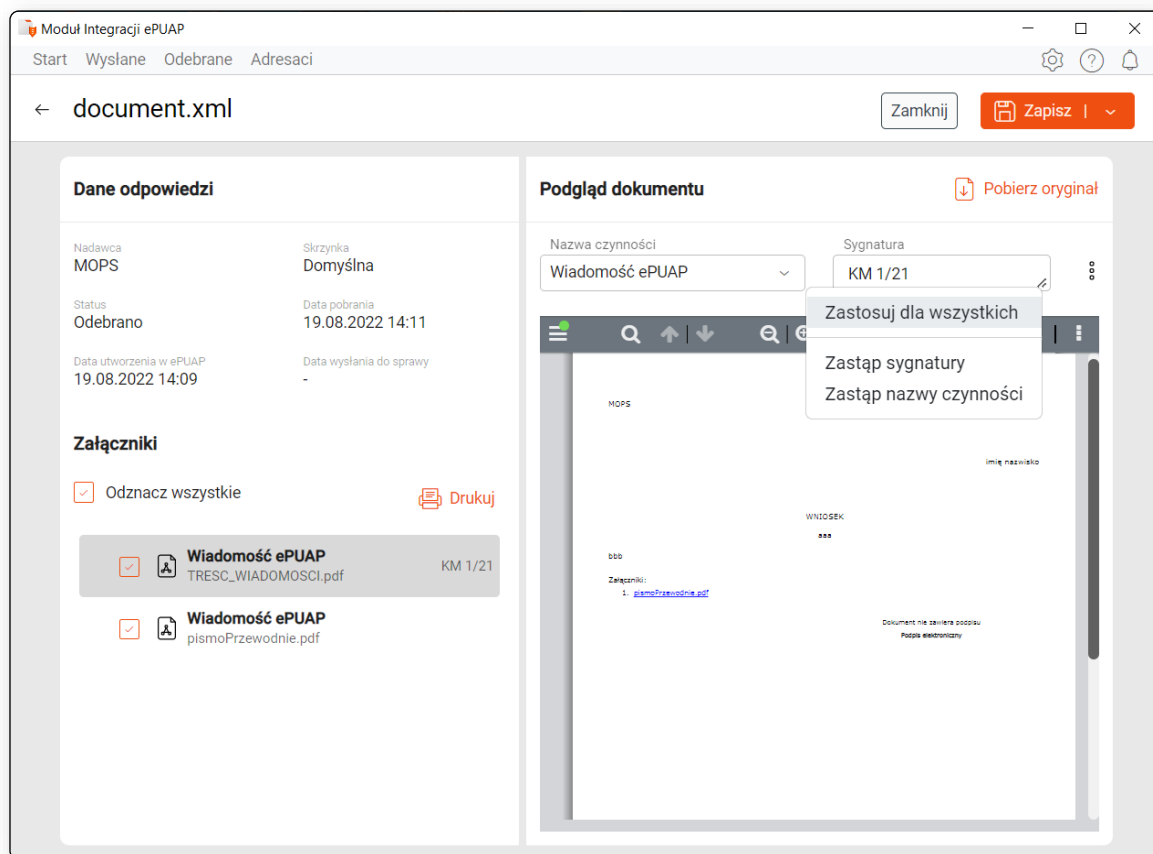 Moduł Integracji ePUAP
Start Wysłane Odebrane Adresaci
document.xml
Zamknij
Zapisz
Dane odpowiedzi
Nadawca
MOPS
Skrzynka
Domyślna
Status
Odebrano
Data pobrania
19.08.2022 14:11
Data utworzenia w ePUAP
19.08.2022 14:09
Data wysłania do sprawy
-
Załączniki
Odznacz wszystkie
Drukuj
Wiadomość ePUAP
TRESC_WIADOMOSCI.pdf
KM 1/21
Wiadomość ePUAP
pismoPrzewodnie.pdf
Podgląd dokumentu
Pobierz oryginał
Nazwa czynności
Wiadomość ePUAP
Sygnatura
KM 1/21
Zastosuj dla wszystkich
Zastąp sygnatury
Zastąp nazwy czynności
MOPS
imię nazwisko
WNIOSEK
aaa
bbb
Załączniki:
1. pismoPrzewodnie.pdf
Dokument nie zawiera podpisu
Podpis elektroniczny